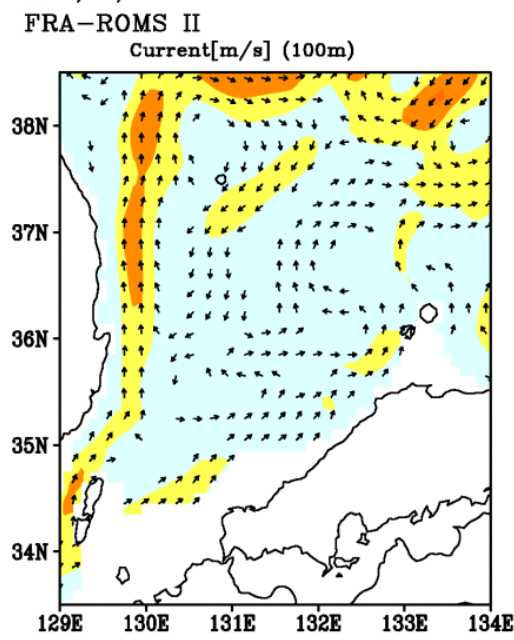 FRA-ROMS II
Current[m/s] (100m)
38N
37N
36N
35N
34N
129E 130E 131E 132E 133E 134E